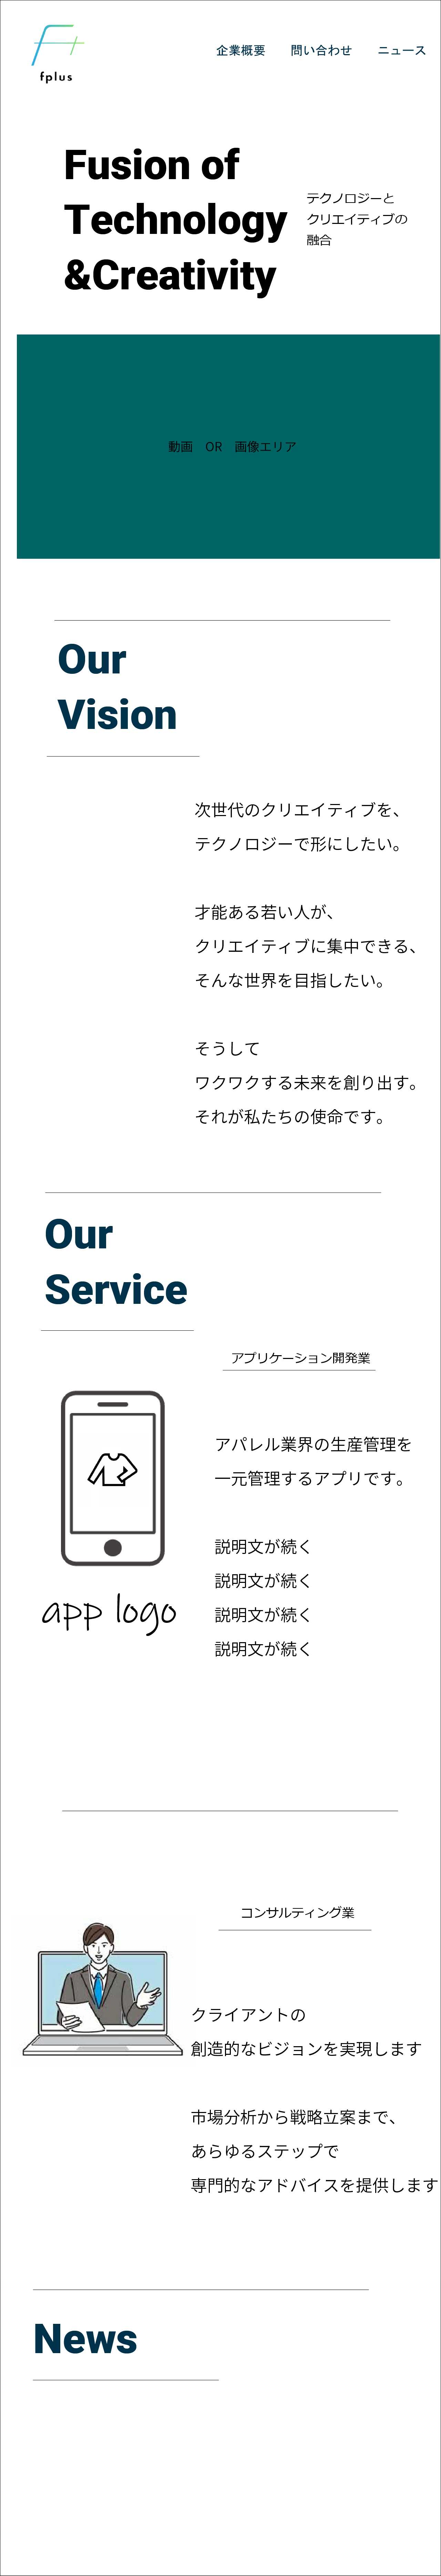 fplus
企業概要 問い合わせ ニュース
Fusion of
Technology
&Creativity
テクノロジーと
クリエイティブの
融合
動画　OR　画像エリア
Our
Vision
次世代のクリエイティブを、
テクノロジーで形にしたい。
才能ある若い人が、
クリエイティブに集中できる、
そんな世界を目指したい。
そうして
ワクワクする未来を創り出す。
それが私たちの使命です。
Our
Service
アプリケーション開発業
アパレル業界の生産管理を
一元管理するアプリです。
説明文が続く
説明文が続く
説明文が続く
説明文が続く
app logo
コンサルティング業
クライアントの
創造的なビジョンを実現します
市場分析から戦略立案まで、
あらゆるステップで
専門的なアドバイスを提供します
News